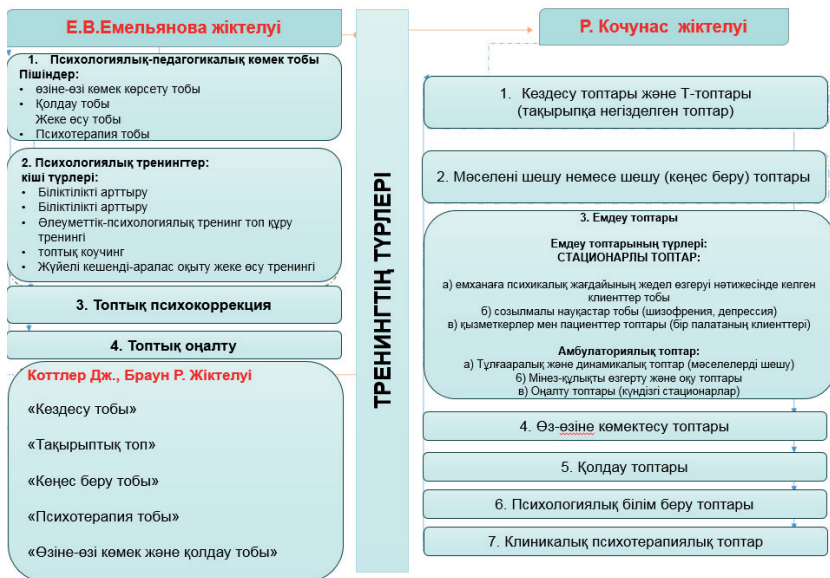 Е.В.Емельянова жіктелуі
1. Психологиялық-педагогикалық көмек тобы
Пішіндер:
• өзіне-өзі көмек көрсету тобы
• Қолдау тобы
Жеке өсу тобы
• Психотерапия тобы
2. Психологиялық тренингтер:
кіші түрлері:
• Біліктілікті арттыру
• Біліктілікті арттыру
• Әлеуметтік-психологиялық тренинг топ құру
тренингі
• топтық коучинг
• Жүйелі кешенді-аралас оқыту жеке өсу тренингі
3. Топтық психокоррекция
4. Топтық оңалту
Коттлер Дж., Браун Р. Жіктелуі
«Кездесу тобы»
«Тақырыптық топ»
«Кеңес беру тобы»
«Психотерапия тобы»
«Өзіне-өзі көмек және қолдау тобы»
ТРЕНИНГТІҢ ТҮРЛЕРІ
Р. Кочунас жіктелуі
1. Кездесу топтары және Т-топтары
(тақырыпқа негізделген топтар)
2. Мәселені шешу немесе шешу (кеңес беру) топтары
3. Емдеу топтары
Емдеу топтарының түрлері:
СТАЦИОНАРЛЫ ТОПТАР:
а) емханаға психикалық жағдайының жедел өзгеруі нәтижесінде келген
клиенттер тобы
б) созылмалы науқастар тобы (шизофрения, депрессия)
в) қызметкерлер мен пациенттер топтары (бір палатаның клиенттері)
Амбулаториялық топтар:
а) Тұлғааралық және динамикалық топтар (мәселелерді шешу)
б) Мінез-құлықты өзгерту және оқу топтары
в) Оңалту топтары (күндізгі стационарлар)
4. Өз-өзіне көмектесу топтары
5. Қолдау топтары
6. Психологиялық білім беру топтары
7. Клиникалық психотерапиялық топтар